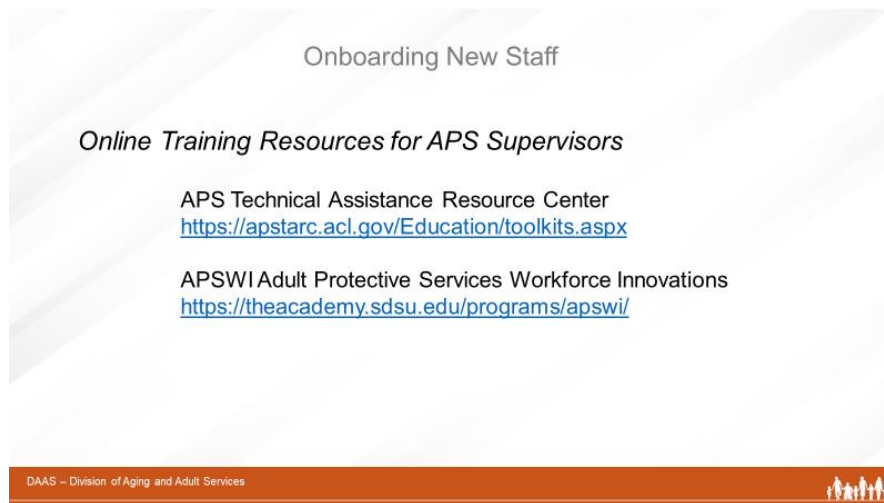 Onboarding New Staff
Online Training Resources for APS Supervisors
APS Technical Assistance Resource Center
https://apstarc.acl.gov/Education/toolkits.aspx
APSWI Adult Protective Services Workforce Innovations
https://theacademy.sdsu.edu/programs/apswi/
DAAS – Division of Aging and Adult Services